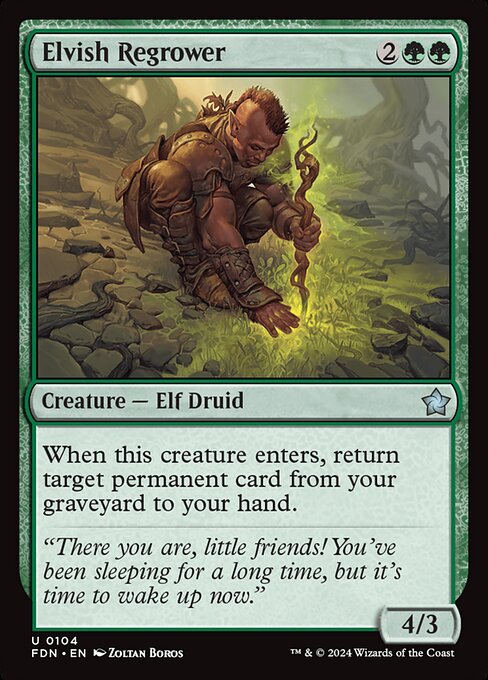 Elvish Regrower 2
Creature — Elf Druid
When this creature enters, return
target permanent card from your
graveyard to your hand.
“There you are, little friends! You’ve
been sleeping for a long time, but it’s
time to wake up now.”
4/3
U 0104
FDN • EN Zoltan Boros
™ & © 2024 Wizards of the Coast